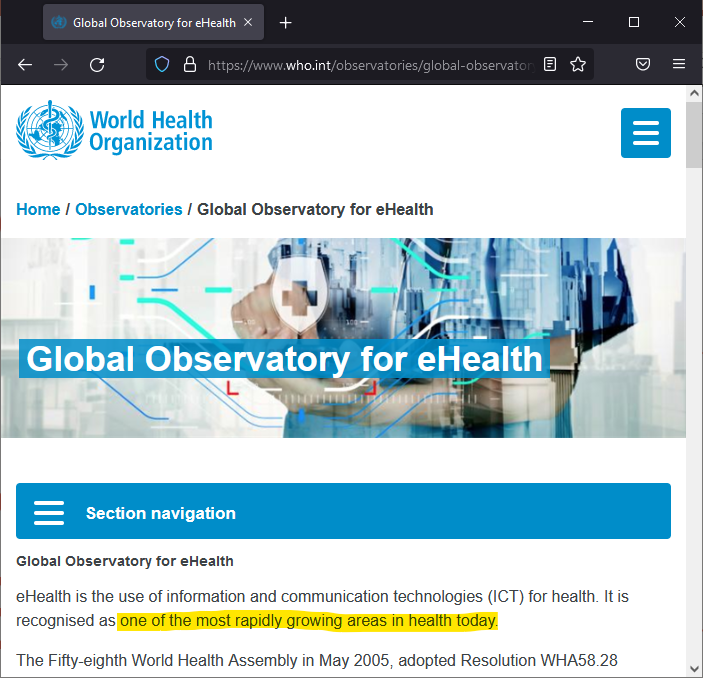 Global Observatory for eHealth
https://www.who.int/observatories/global-observatory
World Health
Organization
Home / Observatories / Global Observatory for eHealth
Global Observatory for eHealth
Section navigation
Global Observatory for eHealth
eHealth is the use of information and communication technologies (ICT) for health. It is
recognised as one of the most rapidly growing areas in health today.
The Fifty-eighth World Health Assembly in May 2005, adopted Resolution WHA58.28